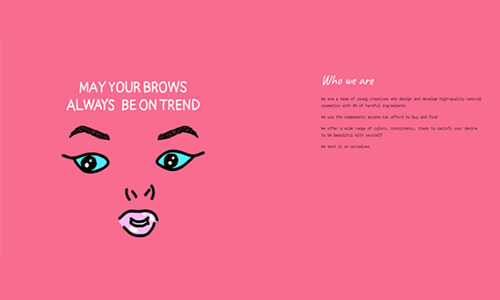 MAY YOUR BROWS
ALWAYS BE ON TREND
Who we are
We are a team of young creatives who design and develop high-quality natural
cosmetics with 0% of harmful ingredients
We use the components anyone can afford to buy and find
We offer a wide range of colors, consistency, items to satisfy your desire
to be beautiful with yourself
We test it on ourselves